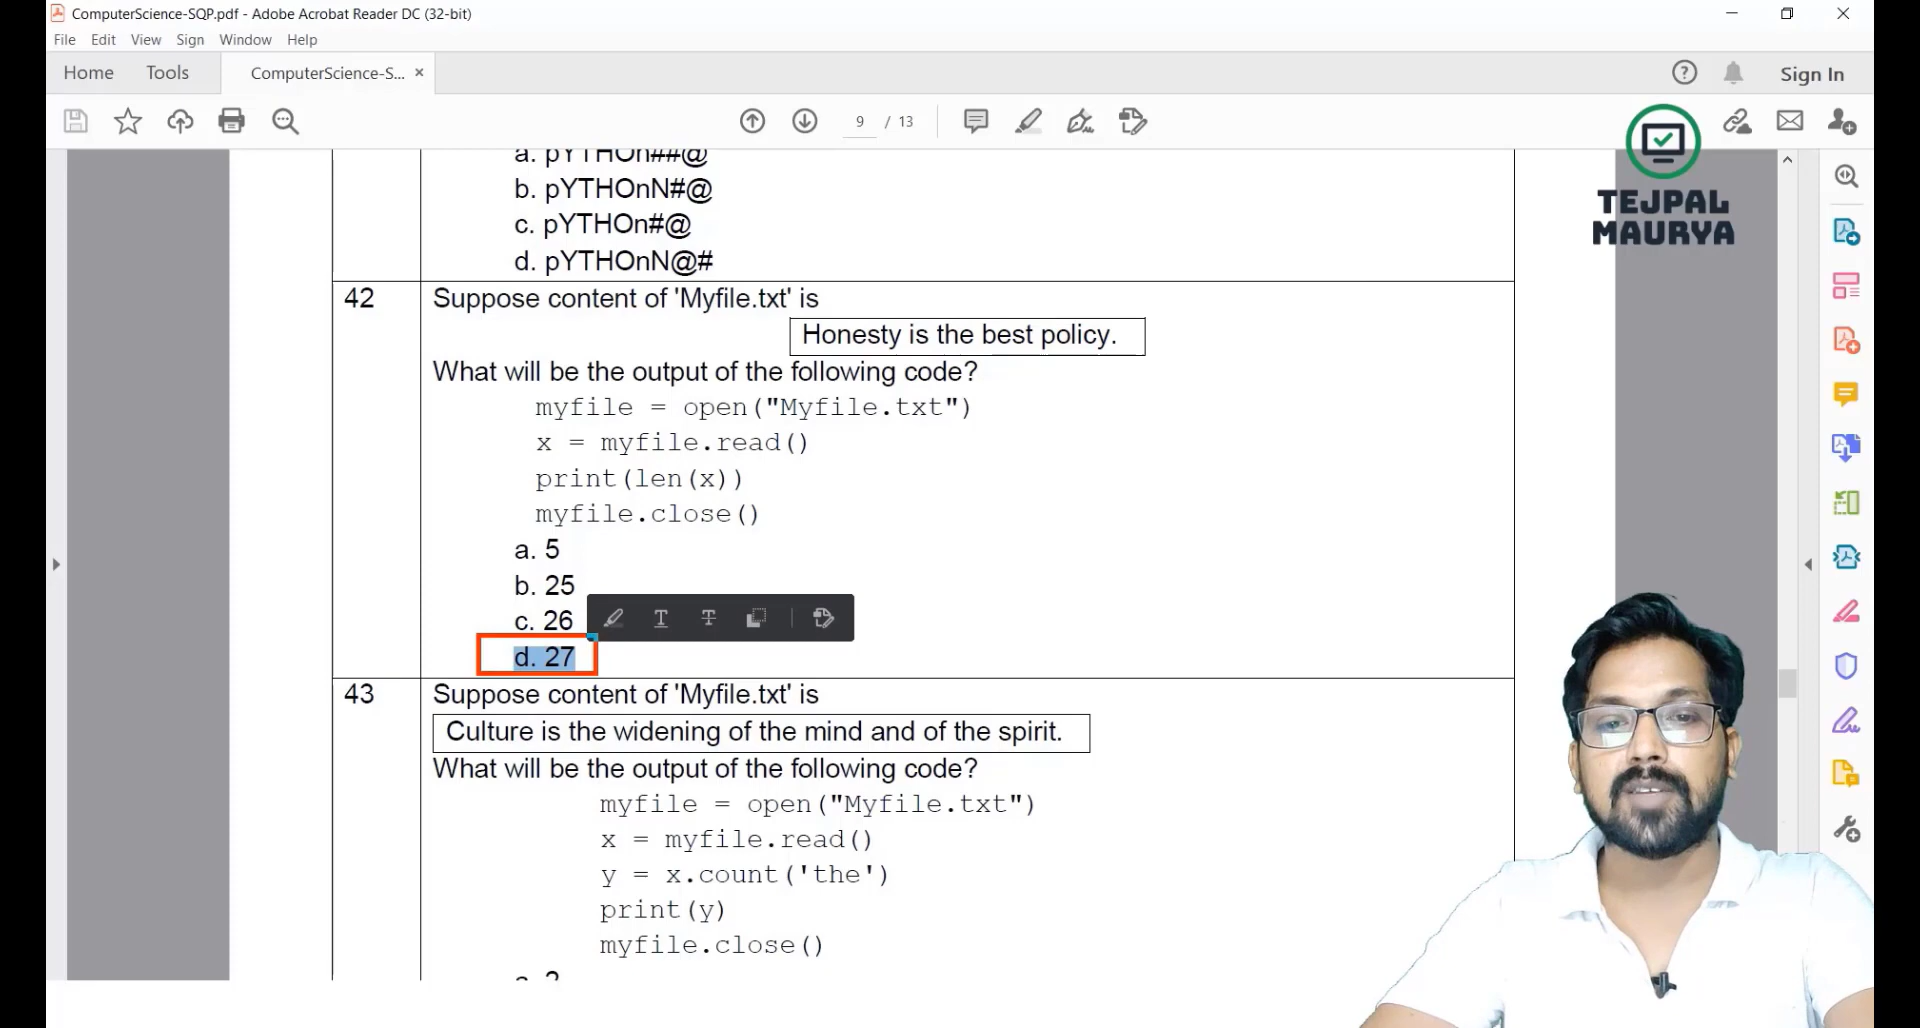 ComputerScience-SQP.pdf - Adobe Acrobat Reader DC (32-bit)
File Edit View Sign Window Help
Home Tools ComputerScience-S... × Sign In
9 / 13
TEJPAL
MAURYA
a. pYTHOn##@
b. pYTHOnN#@
c. pYTHOn#@
d. pYTHOnN@#
42 Suppose content of 'Myfile.txt' is
Honesty is the best policy.
What will be the output of the following code?
myfile = open("Myfile.txt")
x = myfile.read()
print(len(x))
myfile.close()
a. 5
b. 25
c. 26
d. 27
43 Suppose content of 'Myfile.txt' is
Culture is the widening of the mind and of the spirit.
What will be the output of the following code?
myfile = open("Myfile.txt")
x = myfile.read()
y = x.count('the')
print(y)
myfile.close()